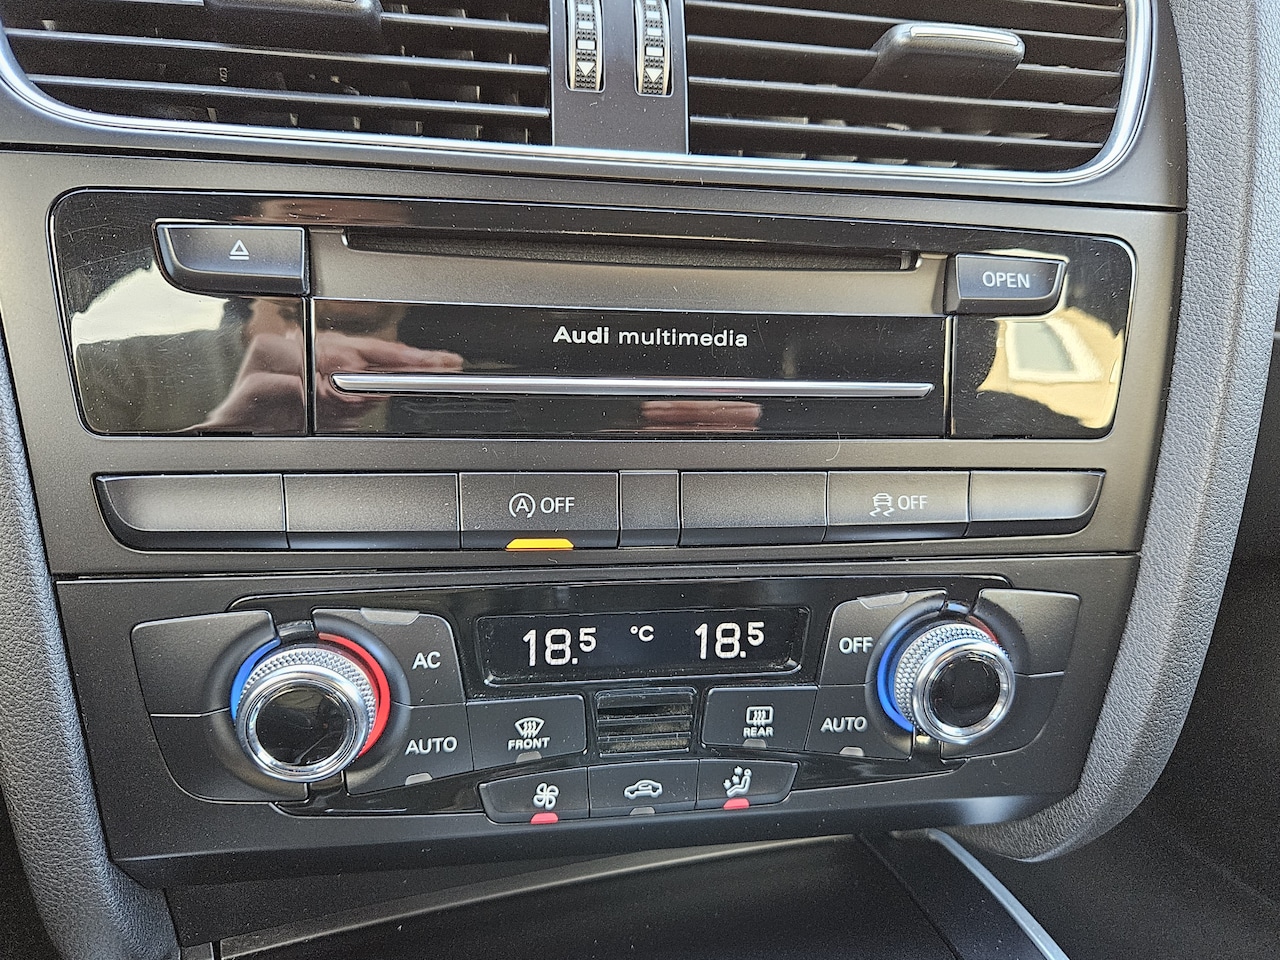 OPEN
Audi multimedia
A OFF
OFF
18.5 °C 18.5
AC
OFF
AUTO
FRONT
REAR
AUTO